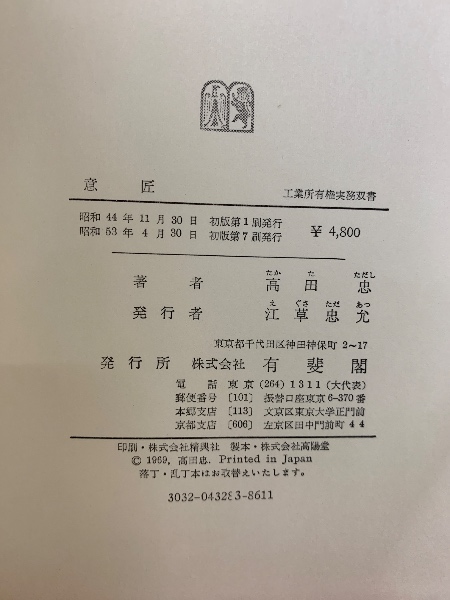 意匠 工業所有権実務双書
昭和 44 年 11 月 30 日 初版第1刷発行
昭和 53 年 4 月 30 日 初版第7刷発行
¥ 4,800
たか た ただし
著者 高田忠
え ぐさ ただ あつ
発行者 江草忠允
東京都千代田区神田神保町 2〜17
発行所 株式会社 有斐閣
電話 東京 (264) 1311 (大代表)
郵便番号 〔101〕 振替口座東京 6-370番
本郷支店 〔113〕 文京区東京大学正門前
京都支店 〔606〕 左京区田中門前町 44
印刷・株式会社精興社 製本・株式会社高陽堂
© 1969, 高田忠. Printed in Japan
落丁・乱丁本はお取替えいたします。
3032-043283-8611